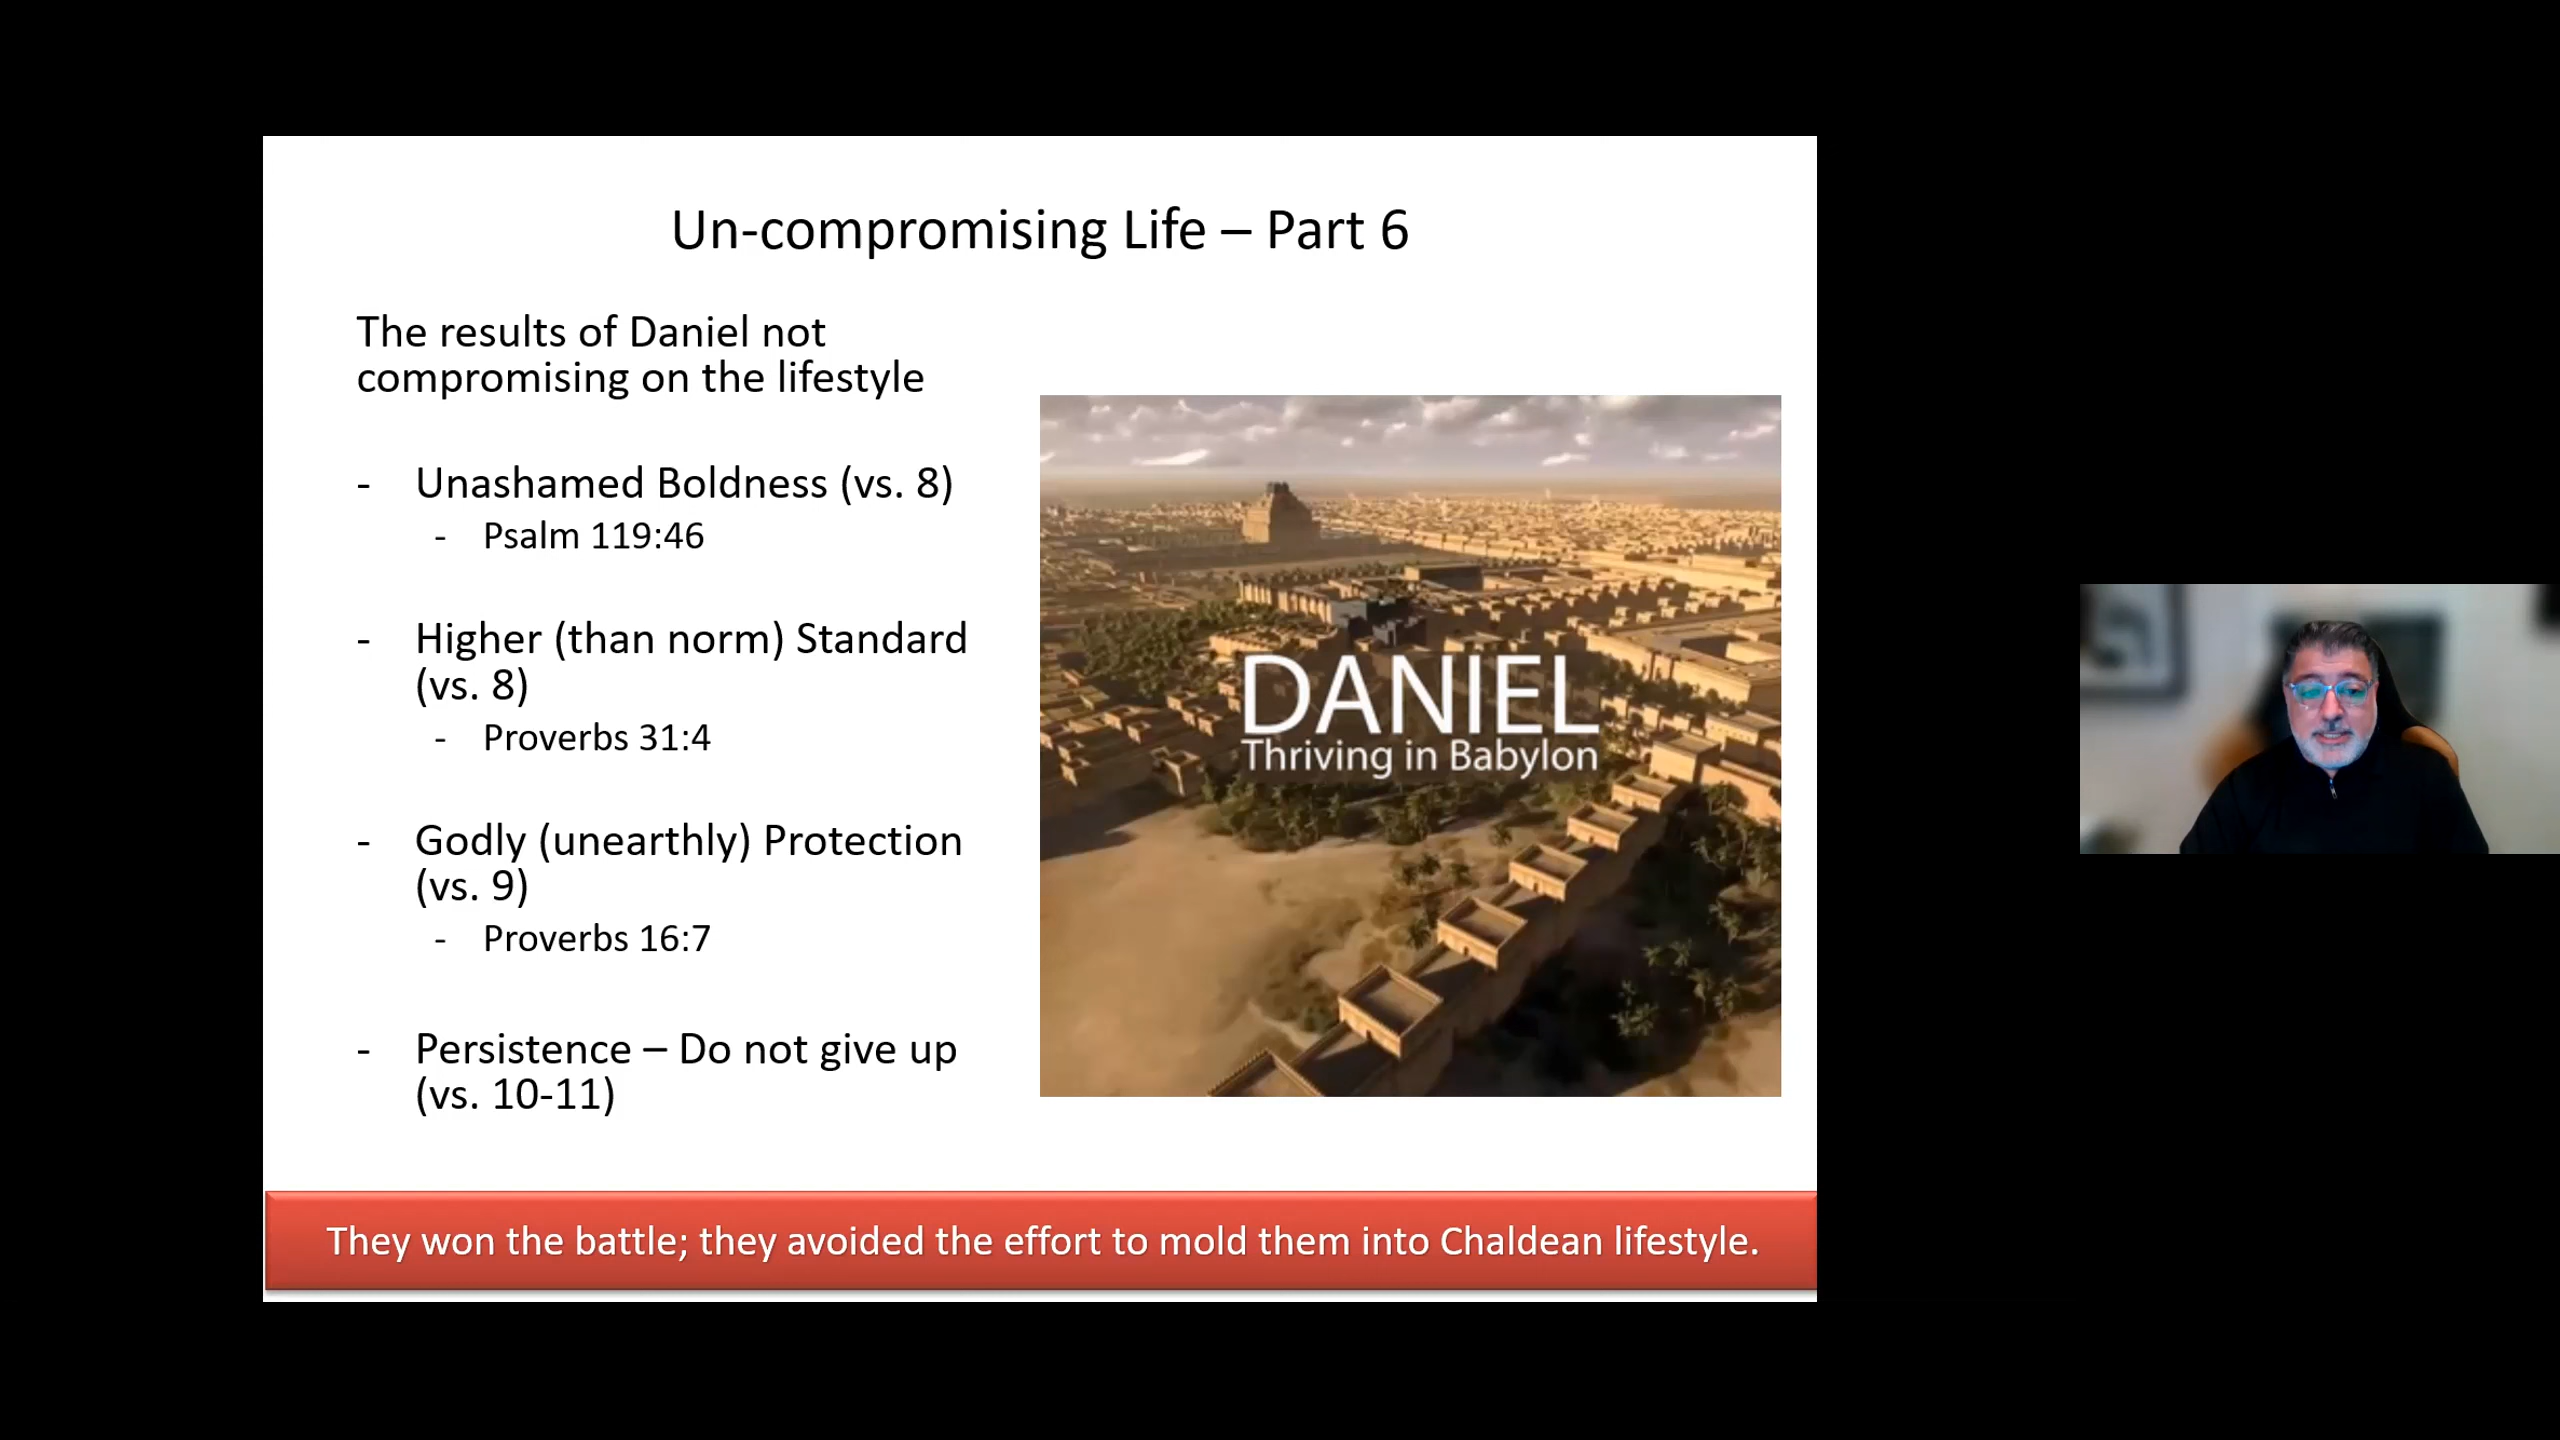 Un-compromising Life – Part 6
The results of Daniel not
compromising on the lifestyle
- Unashamed Boldness (vs. 8)
- Psalm 119:46
- Higher (than norm) Standard
(vs. 8)
- Proverbs 31:4
- Godly (unearthly) Protection
(vs. 9)
- Proverbs 16:7
- Persistence – Do not give up
(vs. 10-11)
DANIEL
Thriving in Babylon
They won the battle; they avoided the effort to mold them into Chaldean lifestyle.